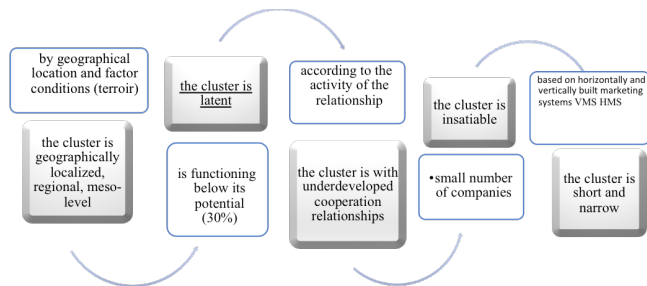 by geographical
location and factor
conditions (terroir)
the cluster is
geographically
localized,
regional, meso-
level
the cluster is
latent
is functioning
below its
potential
(30%)
according to the
activity of the
relationship
the cluster is with
underdeveloped
cooperation
relationships
the cluster is
insatiable
•small number
of companies
based on horizontally and
vertically built marketing
systems VMS HMS
the cluster is
short and
narrow